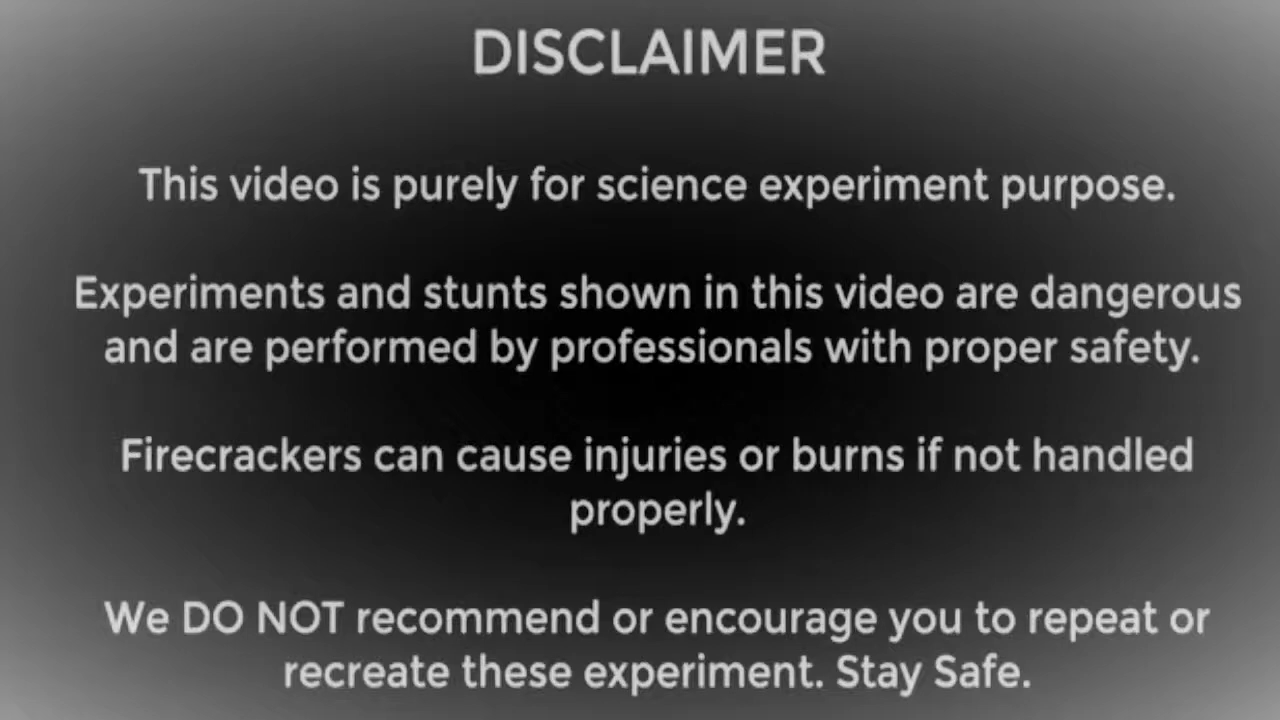 DISCLAIMER
This video is purely for science experiment purpose.
Experiments and stunts shown in this video are dangerous
and are performed by professionals with proper safety.
Firecrackers can cause injuries or burns if not handled
properly.
We DO NOT recommend or encourage you to repeat or
recreate these experiment. Stay Safe.